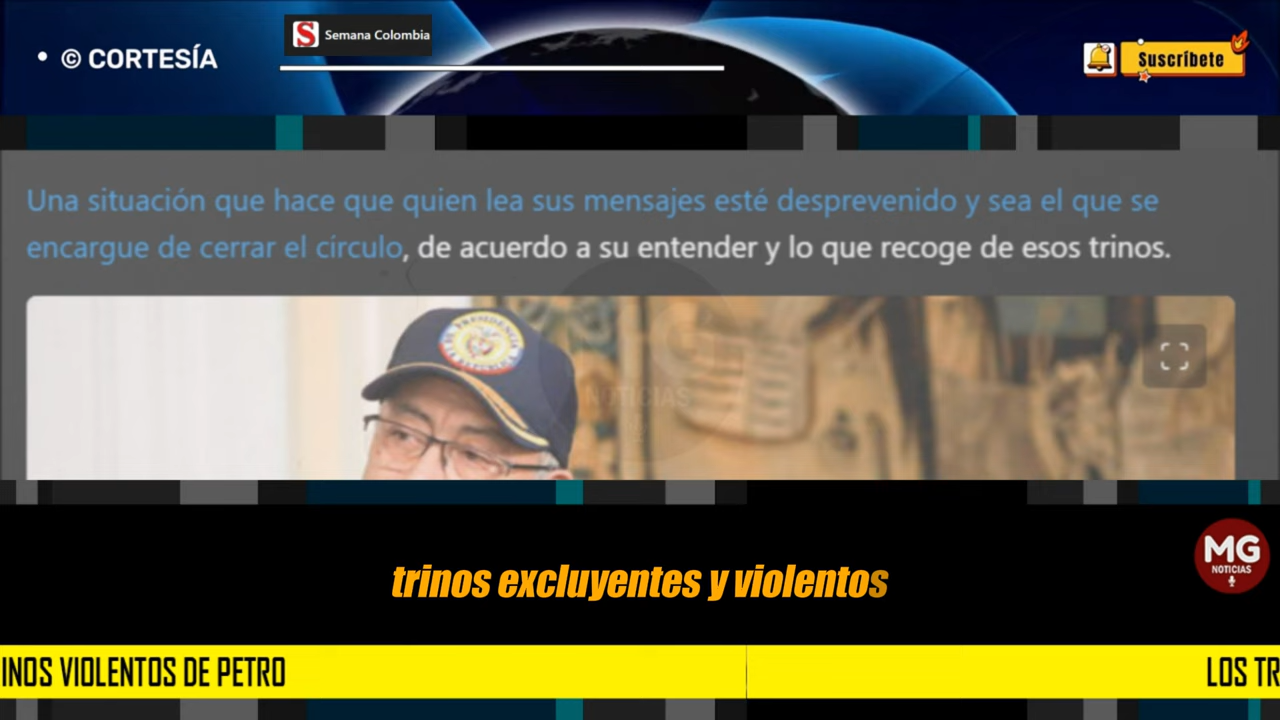 • © CORTESÍA
S Semana Colombia
Suscríbete
Una situación que hace que quien lea sus mensajes esté desprevenido y sea el que se
encargue de cerrar el círculo, de acuerdo a su entender y lo que recoge de esos trinos.
PRESIDENCIA
NOTICIAS
trinos excluyentes y violentos
MG
NOTICIAS
INOS VIOLENTOS DE PETRO
LOS TR